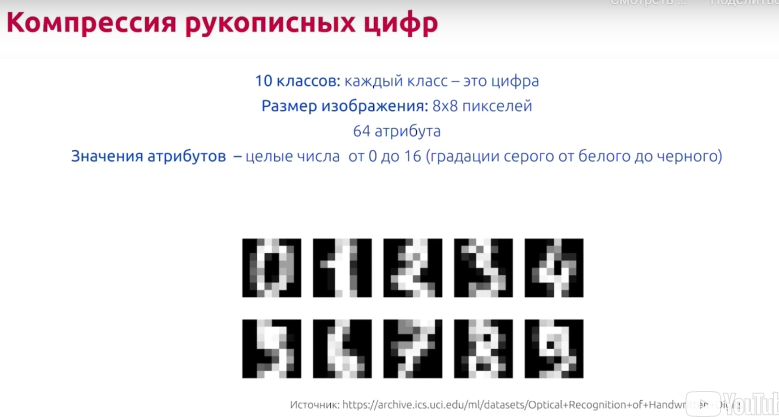 Смотреть ...
Поделиться
Компрессия рукописных цифр
10 классов: каждый класс – это цифра
Размер изображения: 8x8 пикселей
64 атрибута
Значения атрибутов – целые числа от 0 до 16 (градации серого от белого до черного)
Источник: https://archive.ics.uci.edu/ml/datasets/Optical+Recognition+of+Handwritten+Digits
YouTube